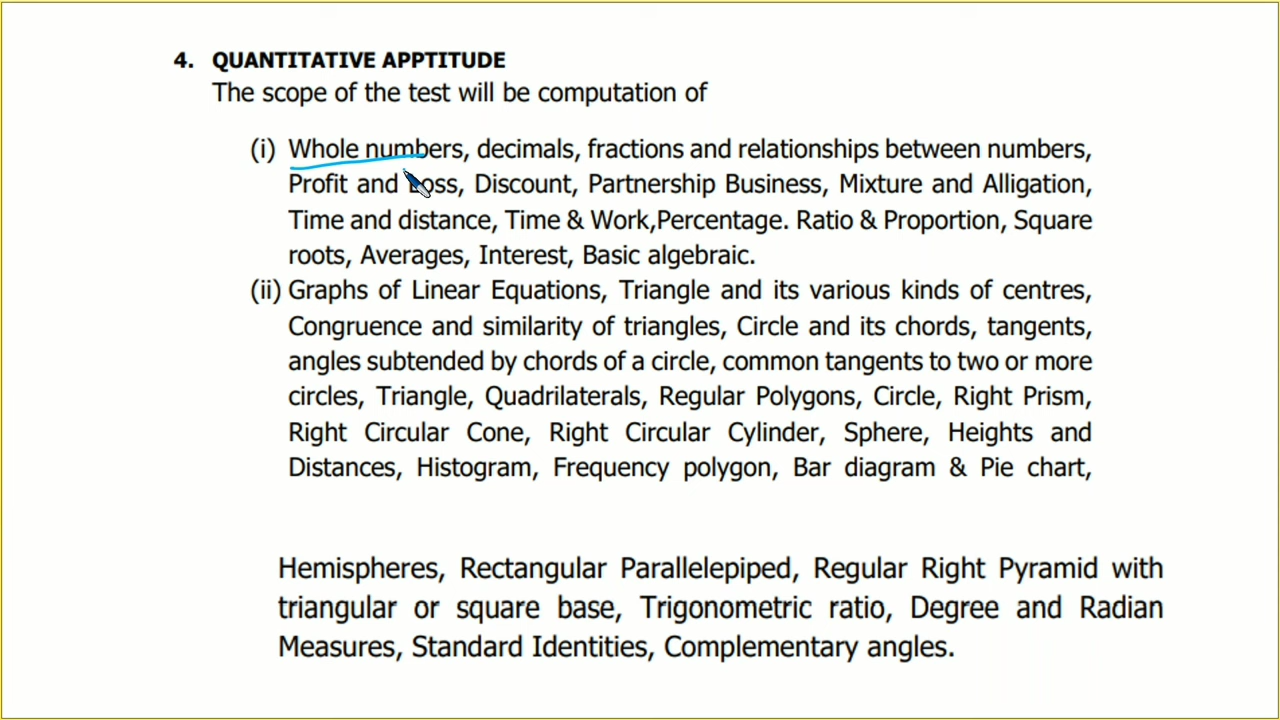 4. QUANTITATIVE APPTITUDE
The scope of the test will be computation of
(i) Whole numbers, decimals, fractions and relationships between numbers,
Profit and Loss, Discount, Partnership Business, Mixture and Alligation,
Time and distance, Time & Work,Percentage. Ratio & Proportion, Square
roots, Averages, Interest, Basic algebraic.
(ii) Graphs of Linear Equations, Triangle and its various kinds of centres,
Congruence and similarity of triangles, Circle and its chords, tangents,
angles subtended by chords of a circle, common tangents to two or more
circles, Triangle, Quadrilaterals, Regular Polygons, Circle, Right Prism,
Right Circular Cone, Right Circular Cylinder, Sphere, Heights and
Distances, Histogram, Frequency polygon, Bar diagram & Pie chart,
Hemispheres, Rectangular Parallelepiped, Regular Right Pyramid with
triangular or square base, Trigonometric ratio, Degree and Radian
Measures, Standard Identities, Complementary angles.